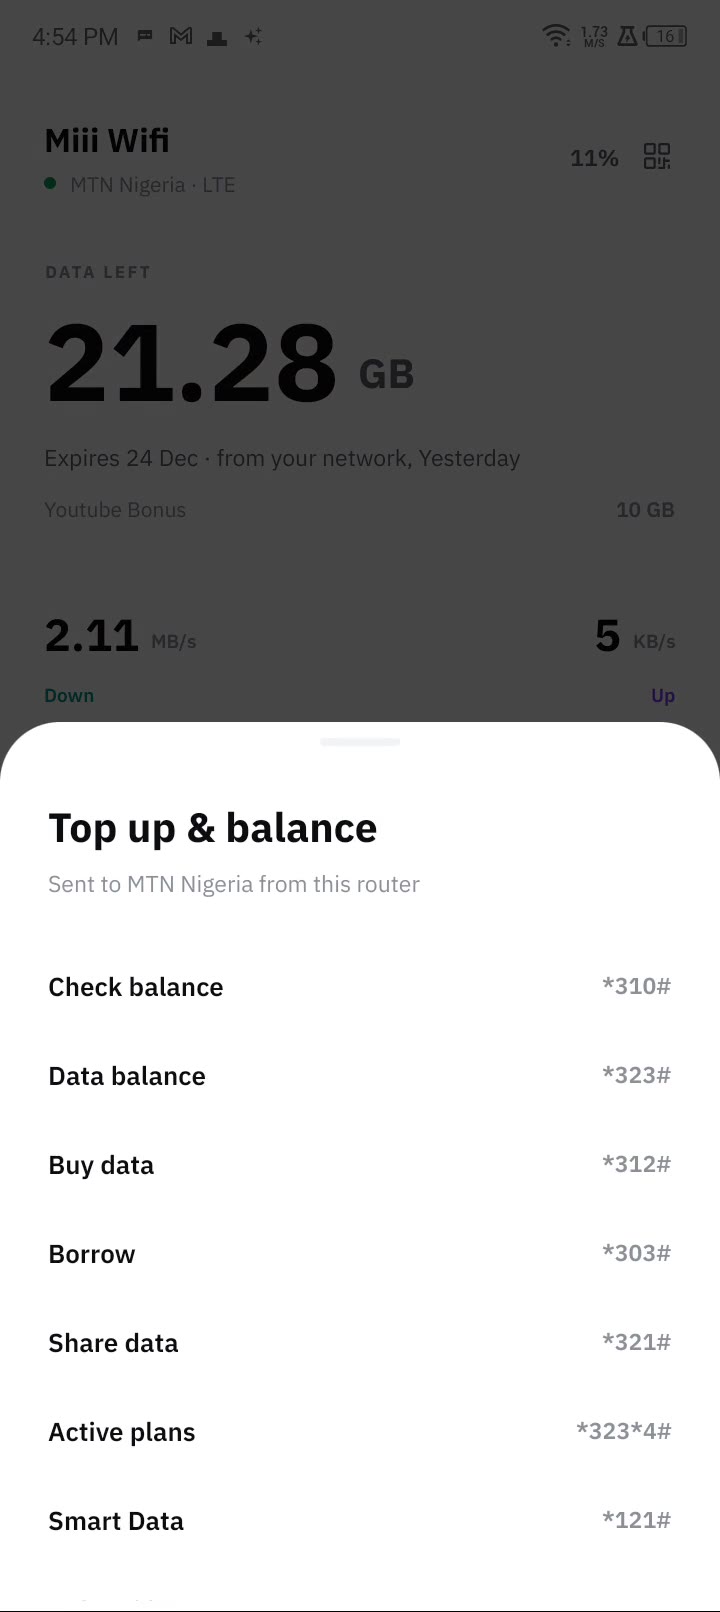 4:54 PM 1.73 M/S 16
Miii Wifi
11%
MTN Nigeria · LTE
DATA LEFT
21.28 GB
Expires 24 Dec · from your network, Yesterday
Youtube Bonus 10 GB
2.11 MB/s 5 KB/s
Down Up
Top up & balance
Sent to MTN Nigeria from this router
Check balance *310#
Data balance *323#
Buy data *312#
Borrow *303#
Share data *321#
Active plans *323*4#
Smart Data *121#